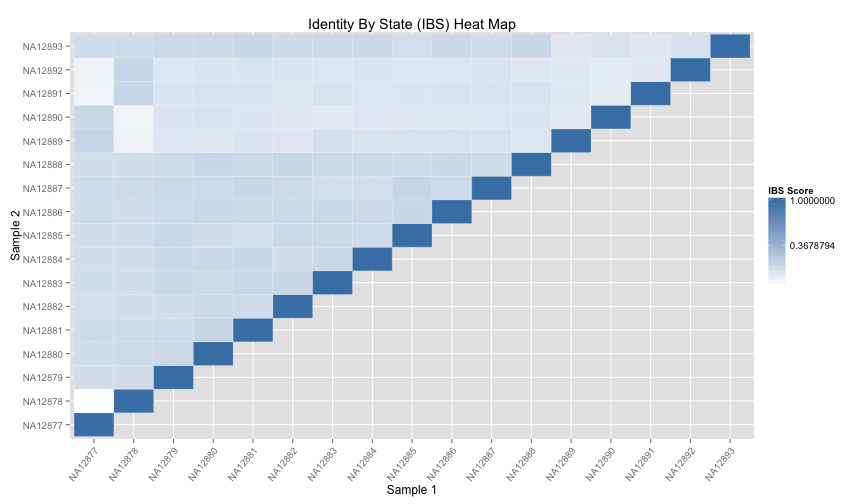 Identity By State (IBS) Heat Map
Sample 2
NA12893
NA12892
NA12891
NA12890
NA12889
NA12888
NA12887
NA12886
NA12885
NA12884
NA12883
NA12882
NA12881
NA12880
NA12879
NA12878
NA12877
NA12877
NA12878
NA12879
NA12880
NA12881
NA12882
NA12883
NA12884
NA12885
NA12886
NA12887
NA12888
NA12889
NA12890
NA12891
NA12892
NA12893
Sample 1
IBS Score
1.0000000
0.3678794